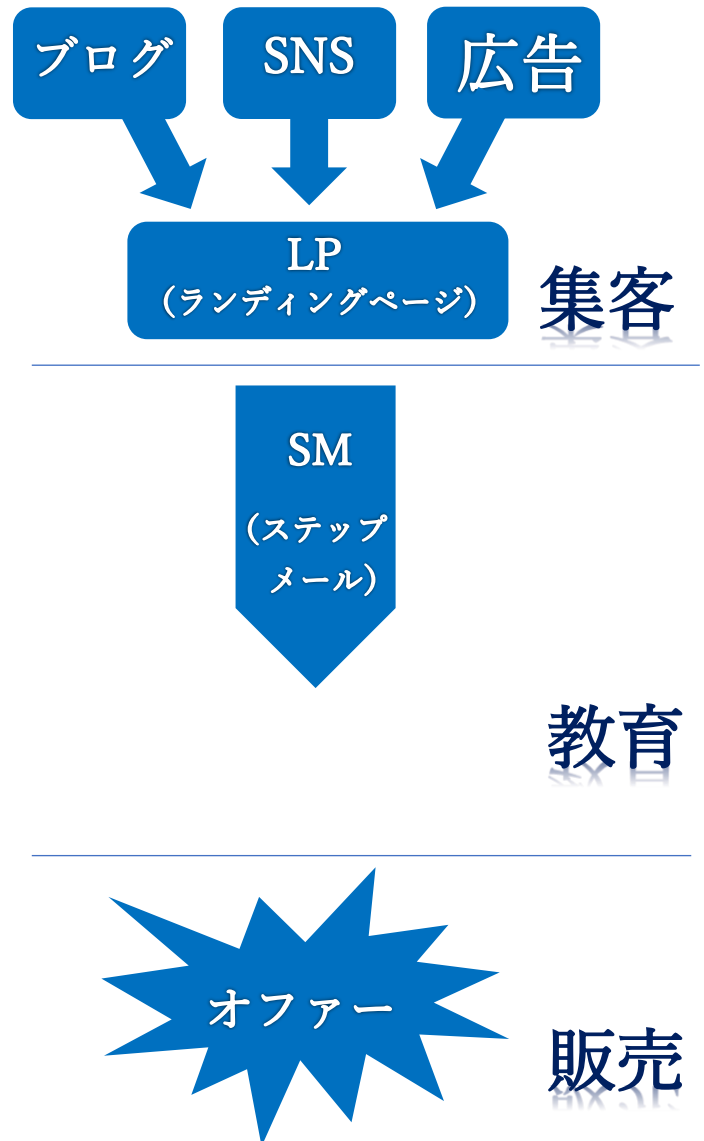 ブログ
SNS
広告
LP
（ランディングページ）
集客
SM
（ステップ
メール）
教育
オファー
販売